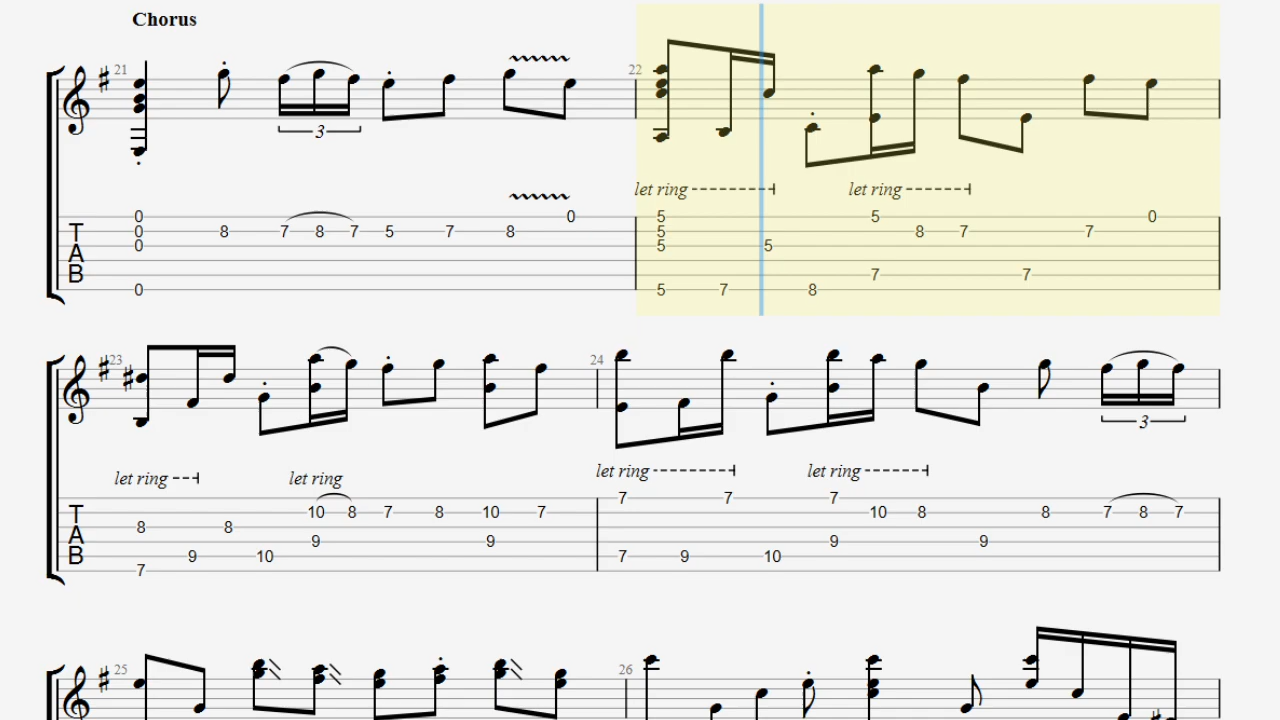 Chorus
21 22
3
let ring let ring
0 0 5 5 0
T 0 8 7 8 7 5 7 8 5 8 7 7
A 0 5 5
B 7 7
0 5 7 8
23 24
3
let ring let ring let ring let ring
7 7 7
T 10 8 7 8 10 7 10 8 8 7 8 7
A 8 8
9 9 9 9
B 9 10 7 9 10
7
25 26